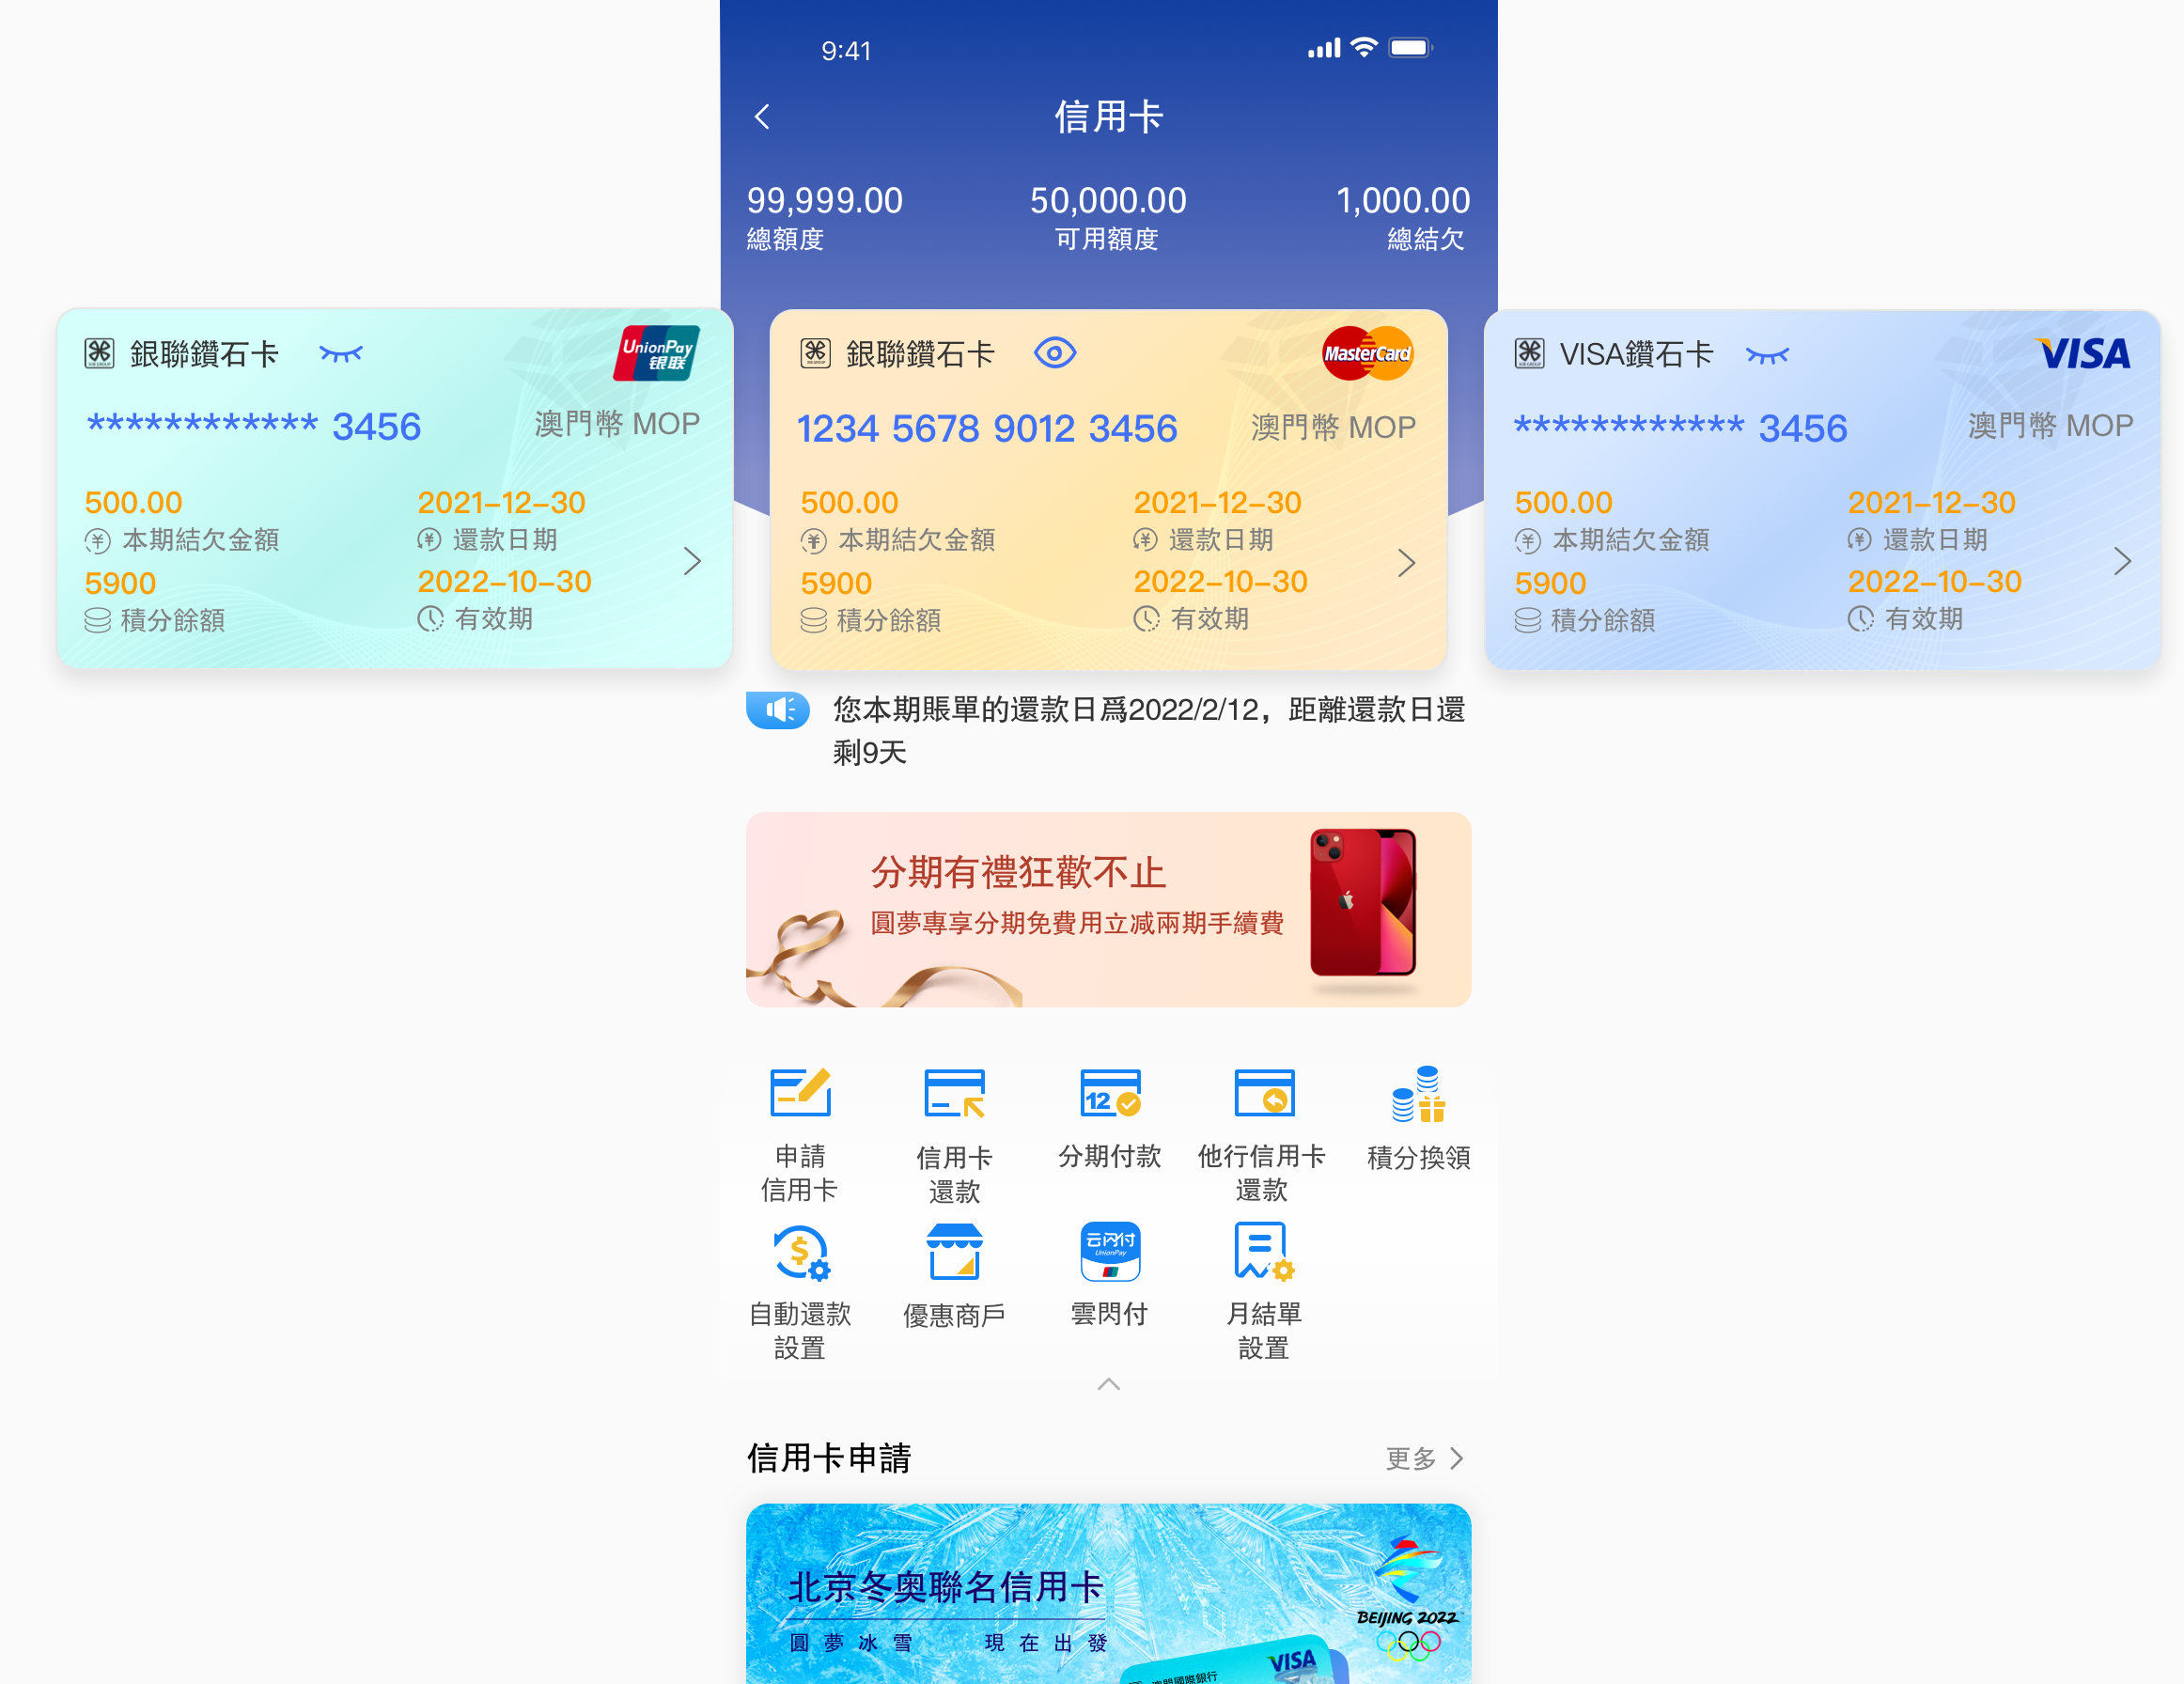 9:41
信用卡
99,999.00 50,000.00 1,000.00
總額度 可用額度 總結欠
銀聯鑽石卡 UnionPay 银联
************ 3456 澳門幣 MOP
500.00 2021-12-30
本期結欠金額 還款日期
5900 2022-10-30
積分餘額 有效期
銀聯鑽石卡 MasterCard
1234 5678 9012 3456 澳門幣 MOP
500.00 2021-12-30
本期結欠金額 還款日期
5900 2022-10-30
積分餘額 有效期
VISA鑽石卡 VISA
************ 3456 澳門幣 MOP
500.00 2021-12-30
本期結欠金額 還款日期
5900 2022-10-30
積分餘額 有效期
您本期賬單的還款日爲2022/2/12，距離還款日還
剩9天
分期有禮狂歡不止
圓夢專享分期免費用立减兩期手續費
12
申請
信用卡
信用卡
還款
分期付款
他行信用卡
還款
積分換領
云闪付
UnionPay
自動還款
設置
優惠商戶
雲閃付
月結單
設置
信用卡申請 更多
北京冬奧聯名信用卡
圓夢冰雪 現在出發
BEIJING 2022
VISA
澳門國際銀行